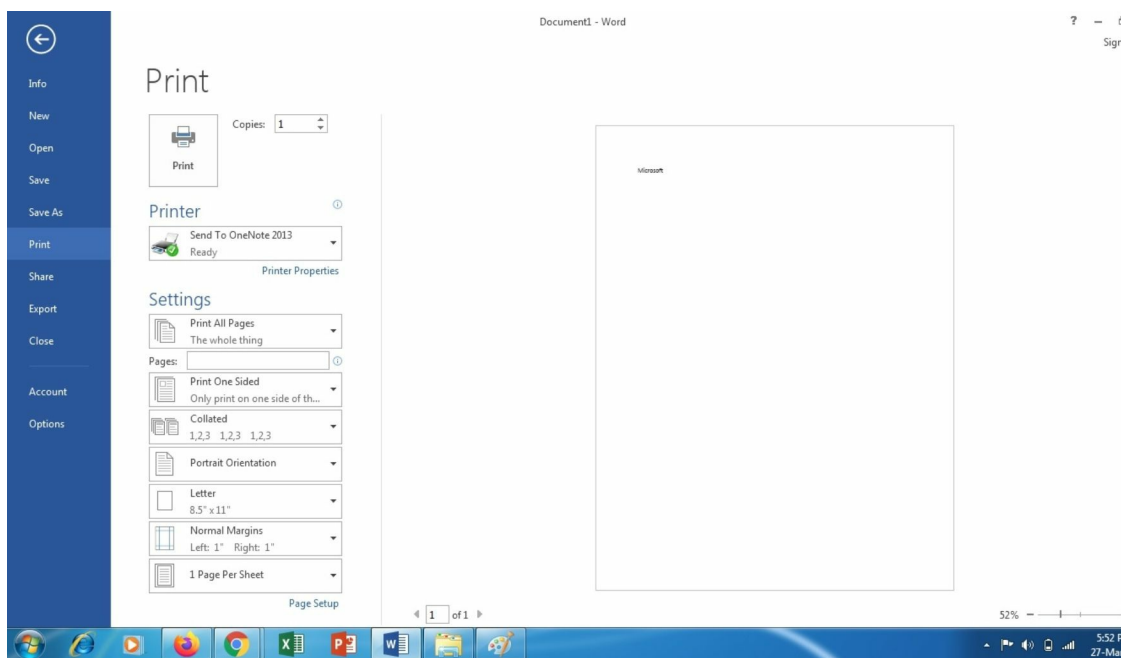 Document1 - Word
?
Info
New
Open
Save
Save As
Print
Share
Export
Close
Account
Options
Print
Print
Copies: 1
Printer
Send To OneNote 2013
Ready
Printer Properties
Settings
Print All Pages
The whole thing
Pages:
Print One Sided
Only print on one side of th...
Collated
1,2,3 1,2,3 1,2,3
Portrait Orientation
Letter
8.5" x 11"
Normal Margins
Left: 1" Right: 1"
1 Page Per Sheet
Page Setup
Microsoft
1 of 1
52%
5:52